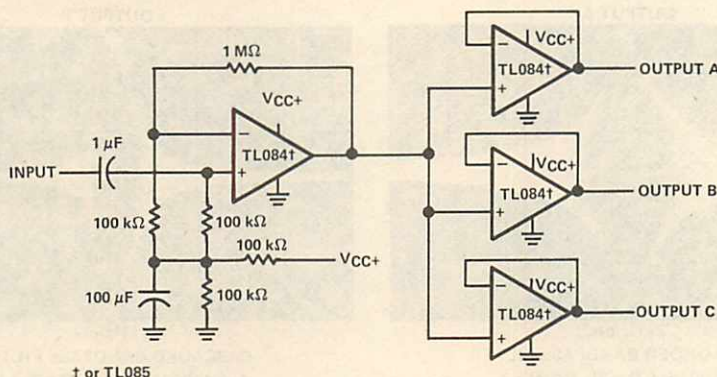 1 MΩ
VCC+
TL084†
1 µF
INPUT
−
+
100 kΩ
100 kΩ
100 kΩ
VCC+
100 µF
100 kΩ
−
VCC+
TL084†
+
OUTPUT A
−
VCC+
TL084†
+
OUTPUT B
−
VCC+
TL084†
+
OUTPUT C
† or TL085